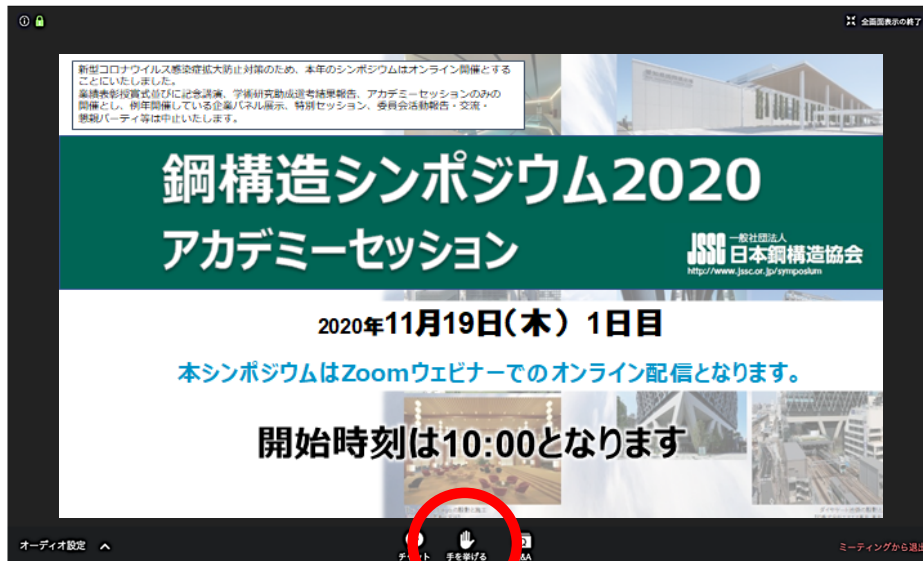 全画面表示の終了
新型コロナウイルス感染症拡大防止対策のため、本年のシンポジウムはオンライン開催とする
ことにいたしました。
業績表彰授賞式並びに記念講演、学術研究助成選考結果報告、アカデミーセッションのみの
開催とし、例年開催している企業パネル展示、特別セッション、委員会活動報告・交流・
懇親パーティ等は中止いたします。
鋼構造シンポジウム2020
アカデミーセッション
JSSC 一般社団法人
日本鋼構造協会
http://www.jssc.or.jp/symposium
2020年11月19日(木) 1日目
本シンポジウムはZoomウェビナーでのオンライン配信となります。
開始時刻は10:00となります
オーディオ設定
手を挙げる
ミーティングから退出